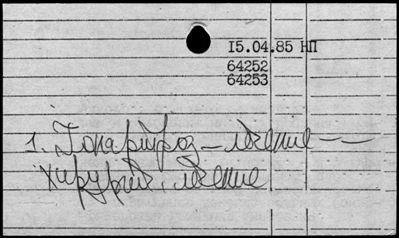 15.04.85 НП
64252
64253
1. Гонартроз – лечение –
хирургич. лечение